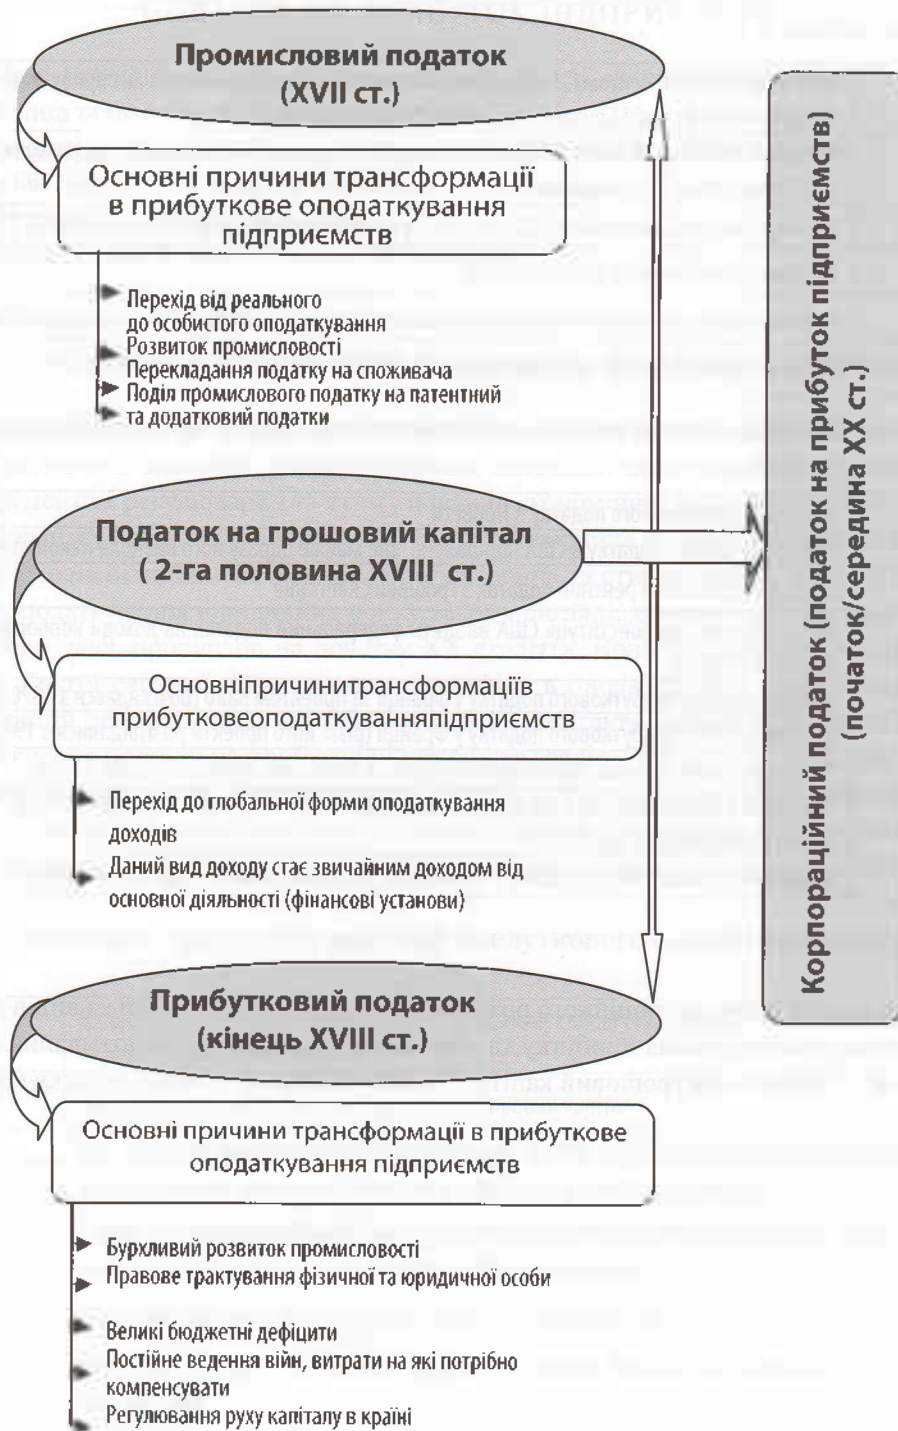 Промисловий податок
(XVII ст.)
Основні причини трансформації
в прибуткове оподаткування
підприємств
Перехід від реального
до особистого оподаткування
Розвиток промисловості
Перекладання податку на споживача
Поділ промислового податку на патентний
та додатковий податки
Податок на грошовий капітал
( 2-га половина XVIII ст.)
Основніпричинитрансформаціїв
прибутковеоподаткуванняпідприємств
Перехід до глобальної форми оподаткування
доходів
Даний вид доходу стає звичайним доходом від
основної діяльності (фінансові установи)
Прибутковий податок
(кінець XVIII ст.)
Основні причини трансформації в прибуткове
оподаткування підприємств
Бурхливий розвиток промисловості
Правове трактування фізичної та юридичної особи
Великі бюджетні дефіцити
Постійне ведення війн, витрати на які потрібно
компенсувати
Регулювання руху капіталу в країні
Корпораційний податок (податок на прибуток підприємств)
(початок/середина XX ст.)